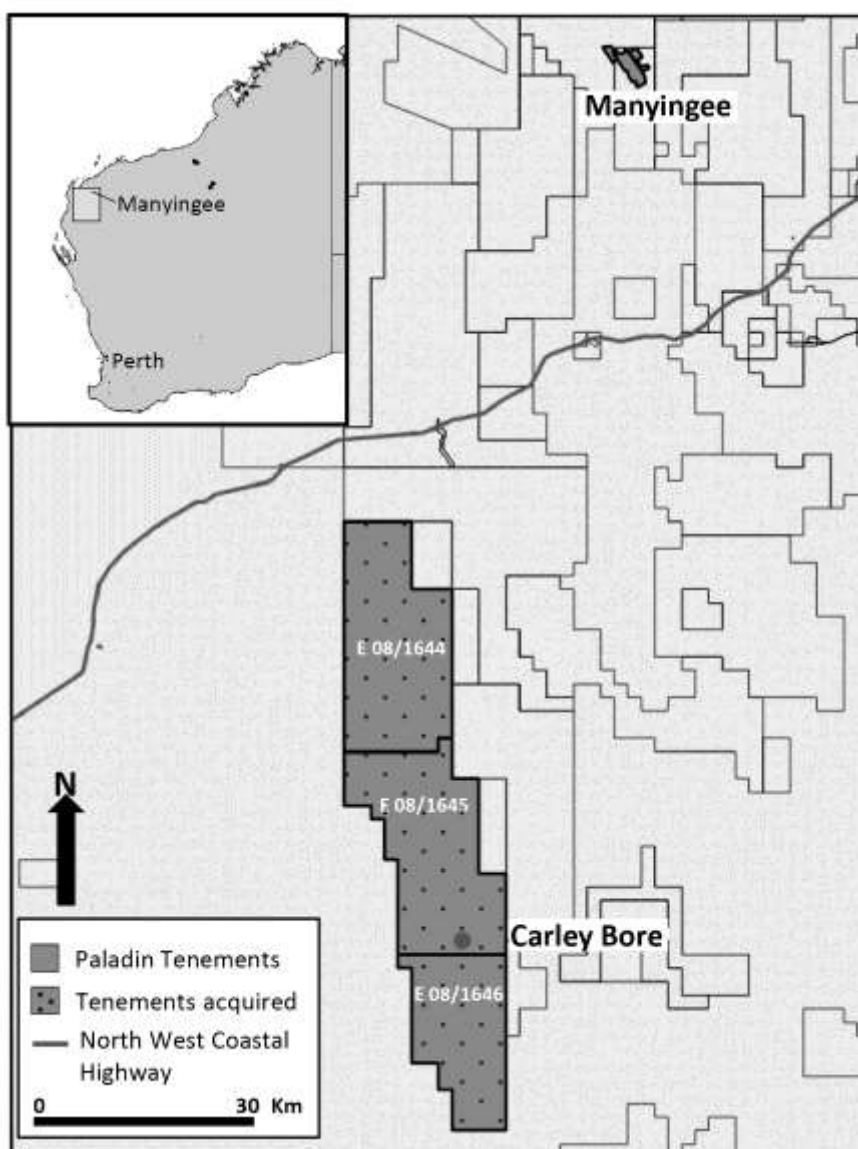 Manyingee
Manyingee
Perth
E 08/1644
E 08/1645
Carley Bore
E 08/1646
N
Paladin Tenements
Tenements acquired
North West Coastal
Highway
0 30 Km